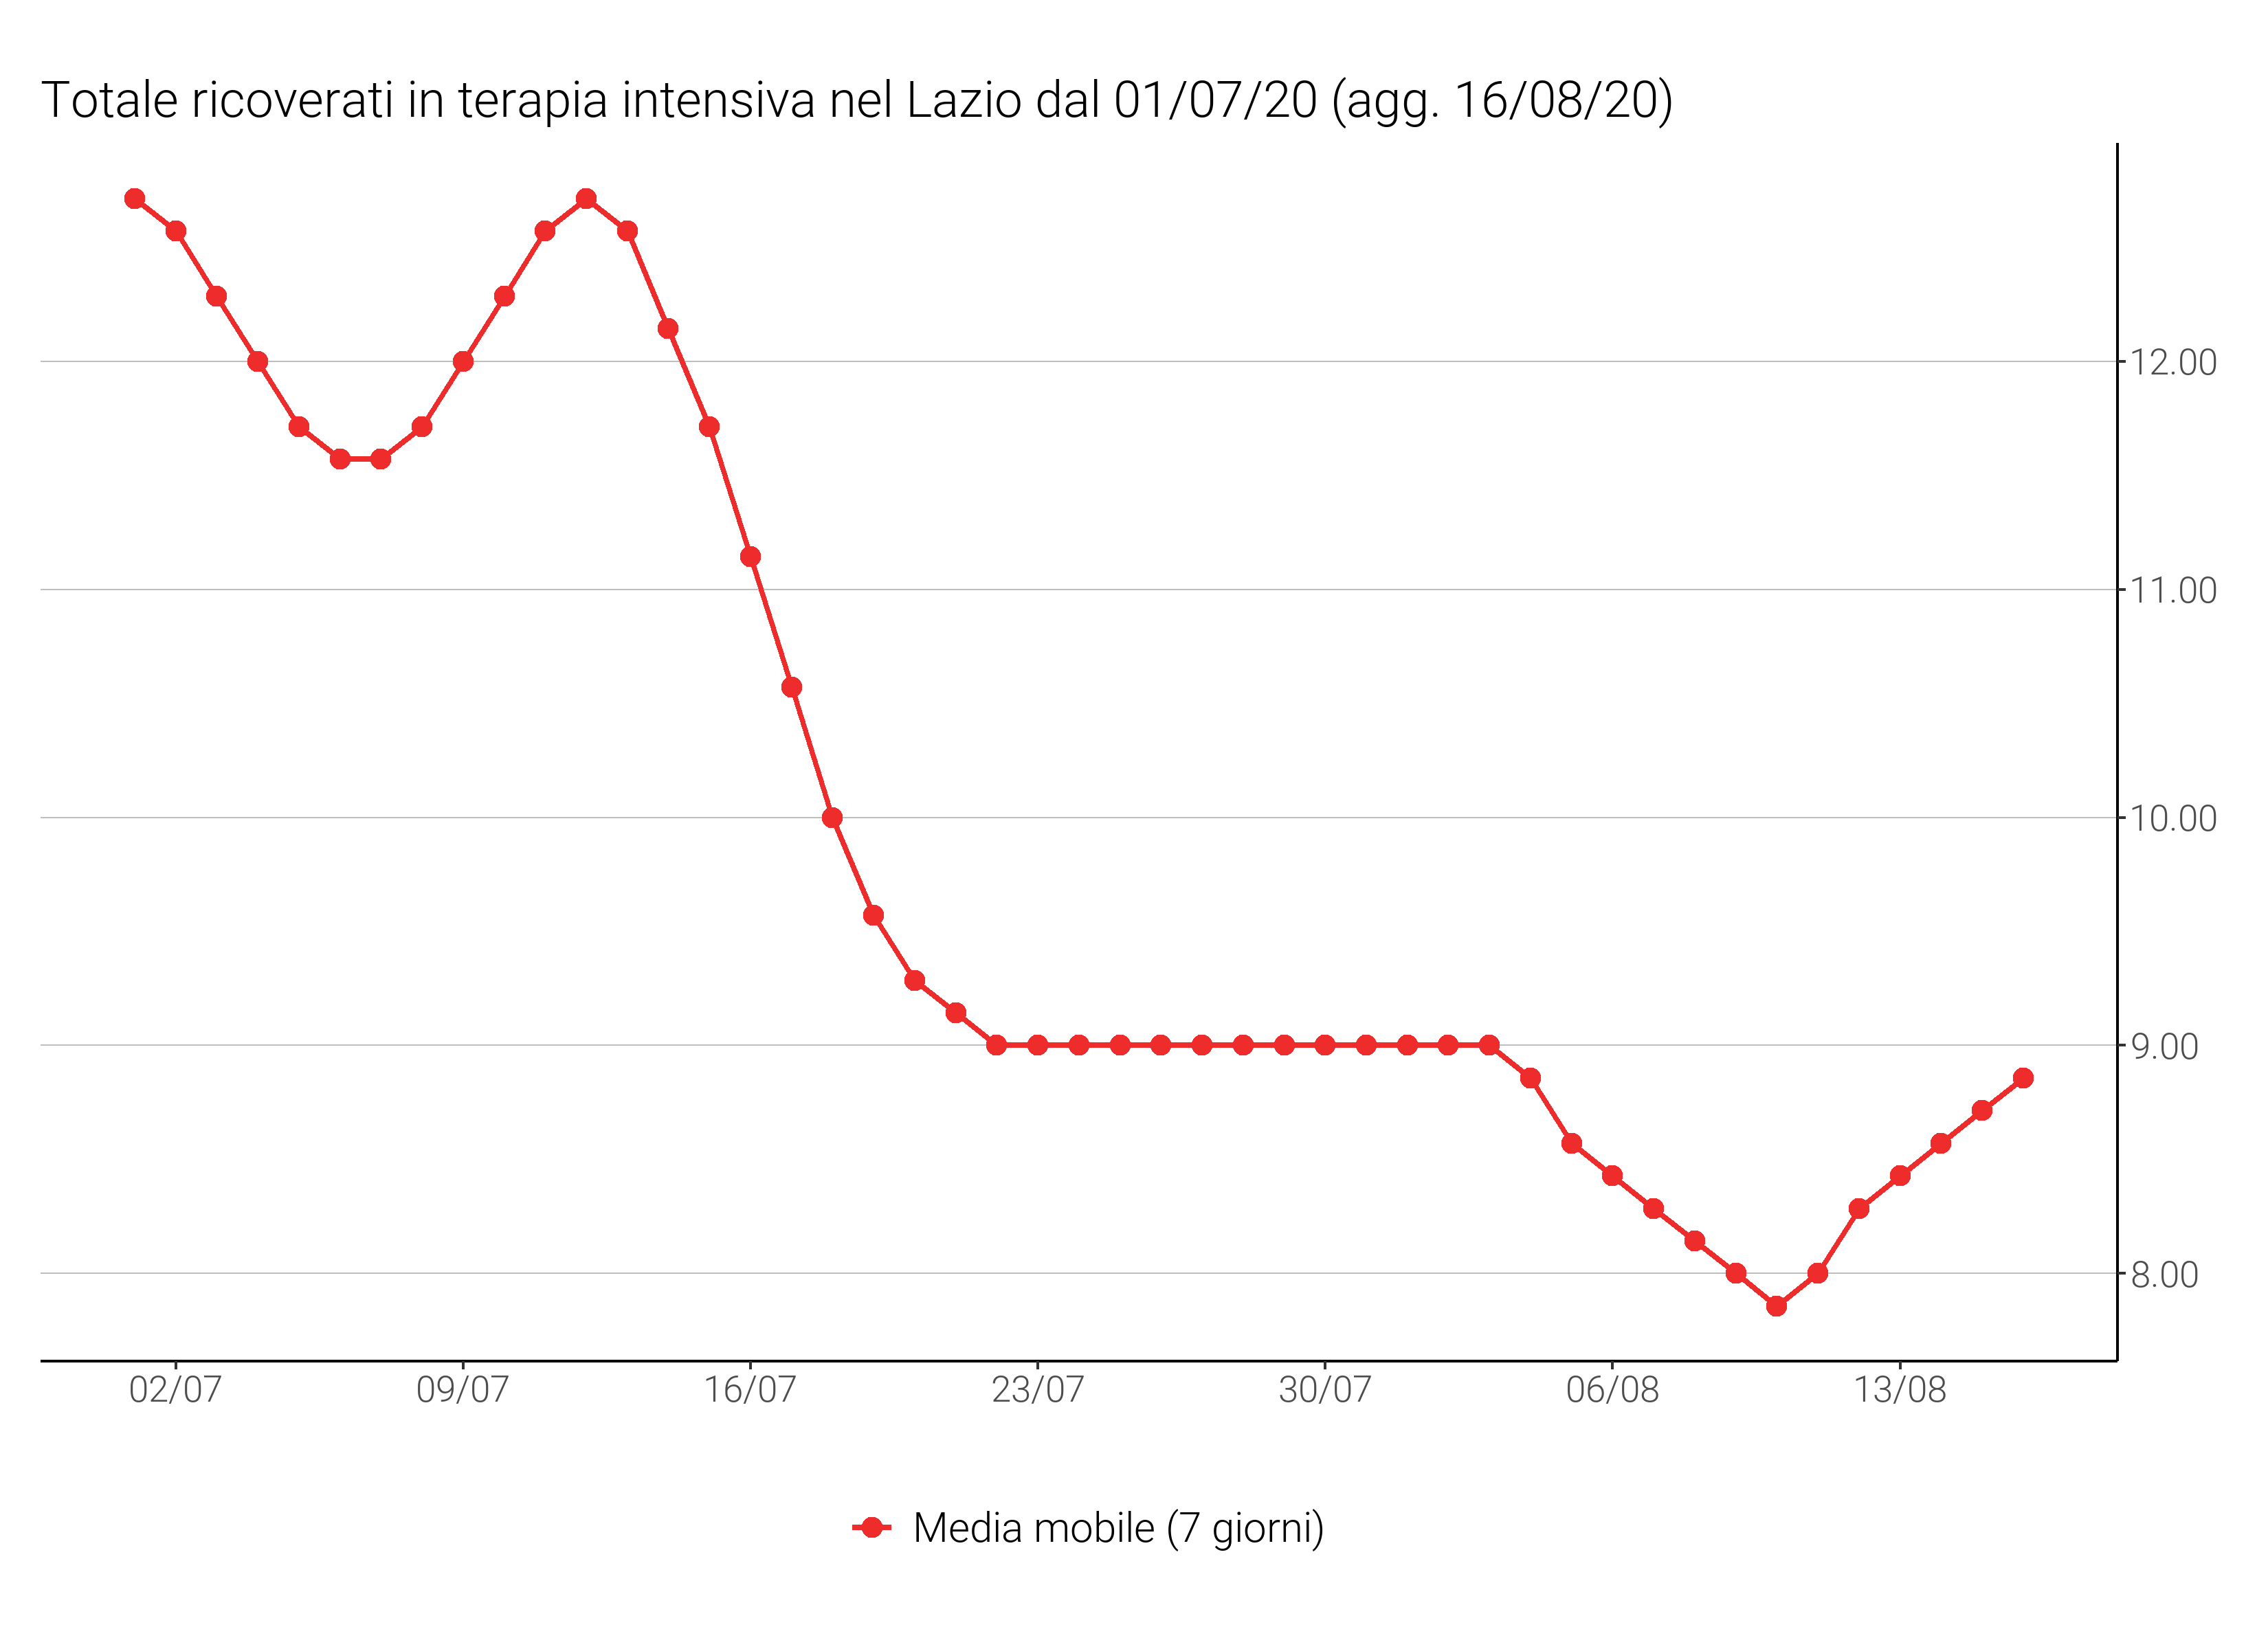 Totale ricoverati in terapia intensiva nel Lazio dal 01/07/20 (agg. 16/08/20)
12.00
11.00
10.00
9.00
8.00
02/07 09/07 16/07 23/07 30/07 06/08 13/08
Media mobile (7 giorni)